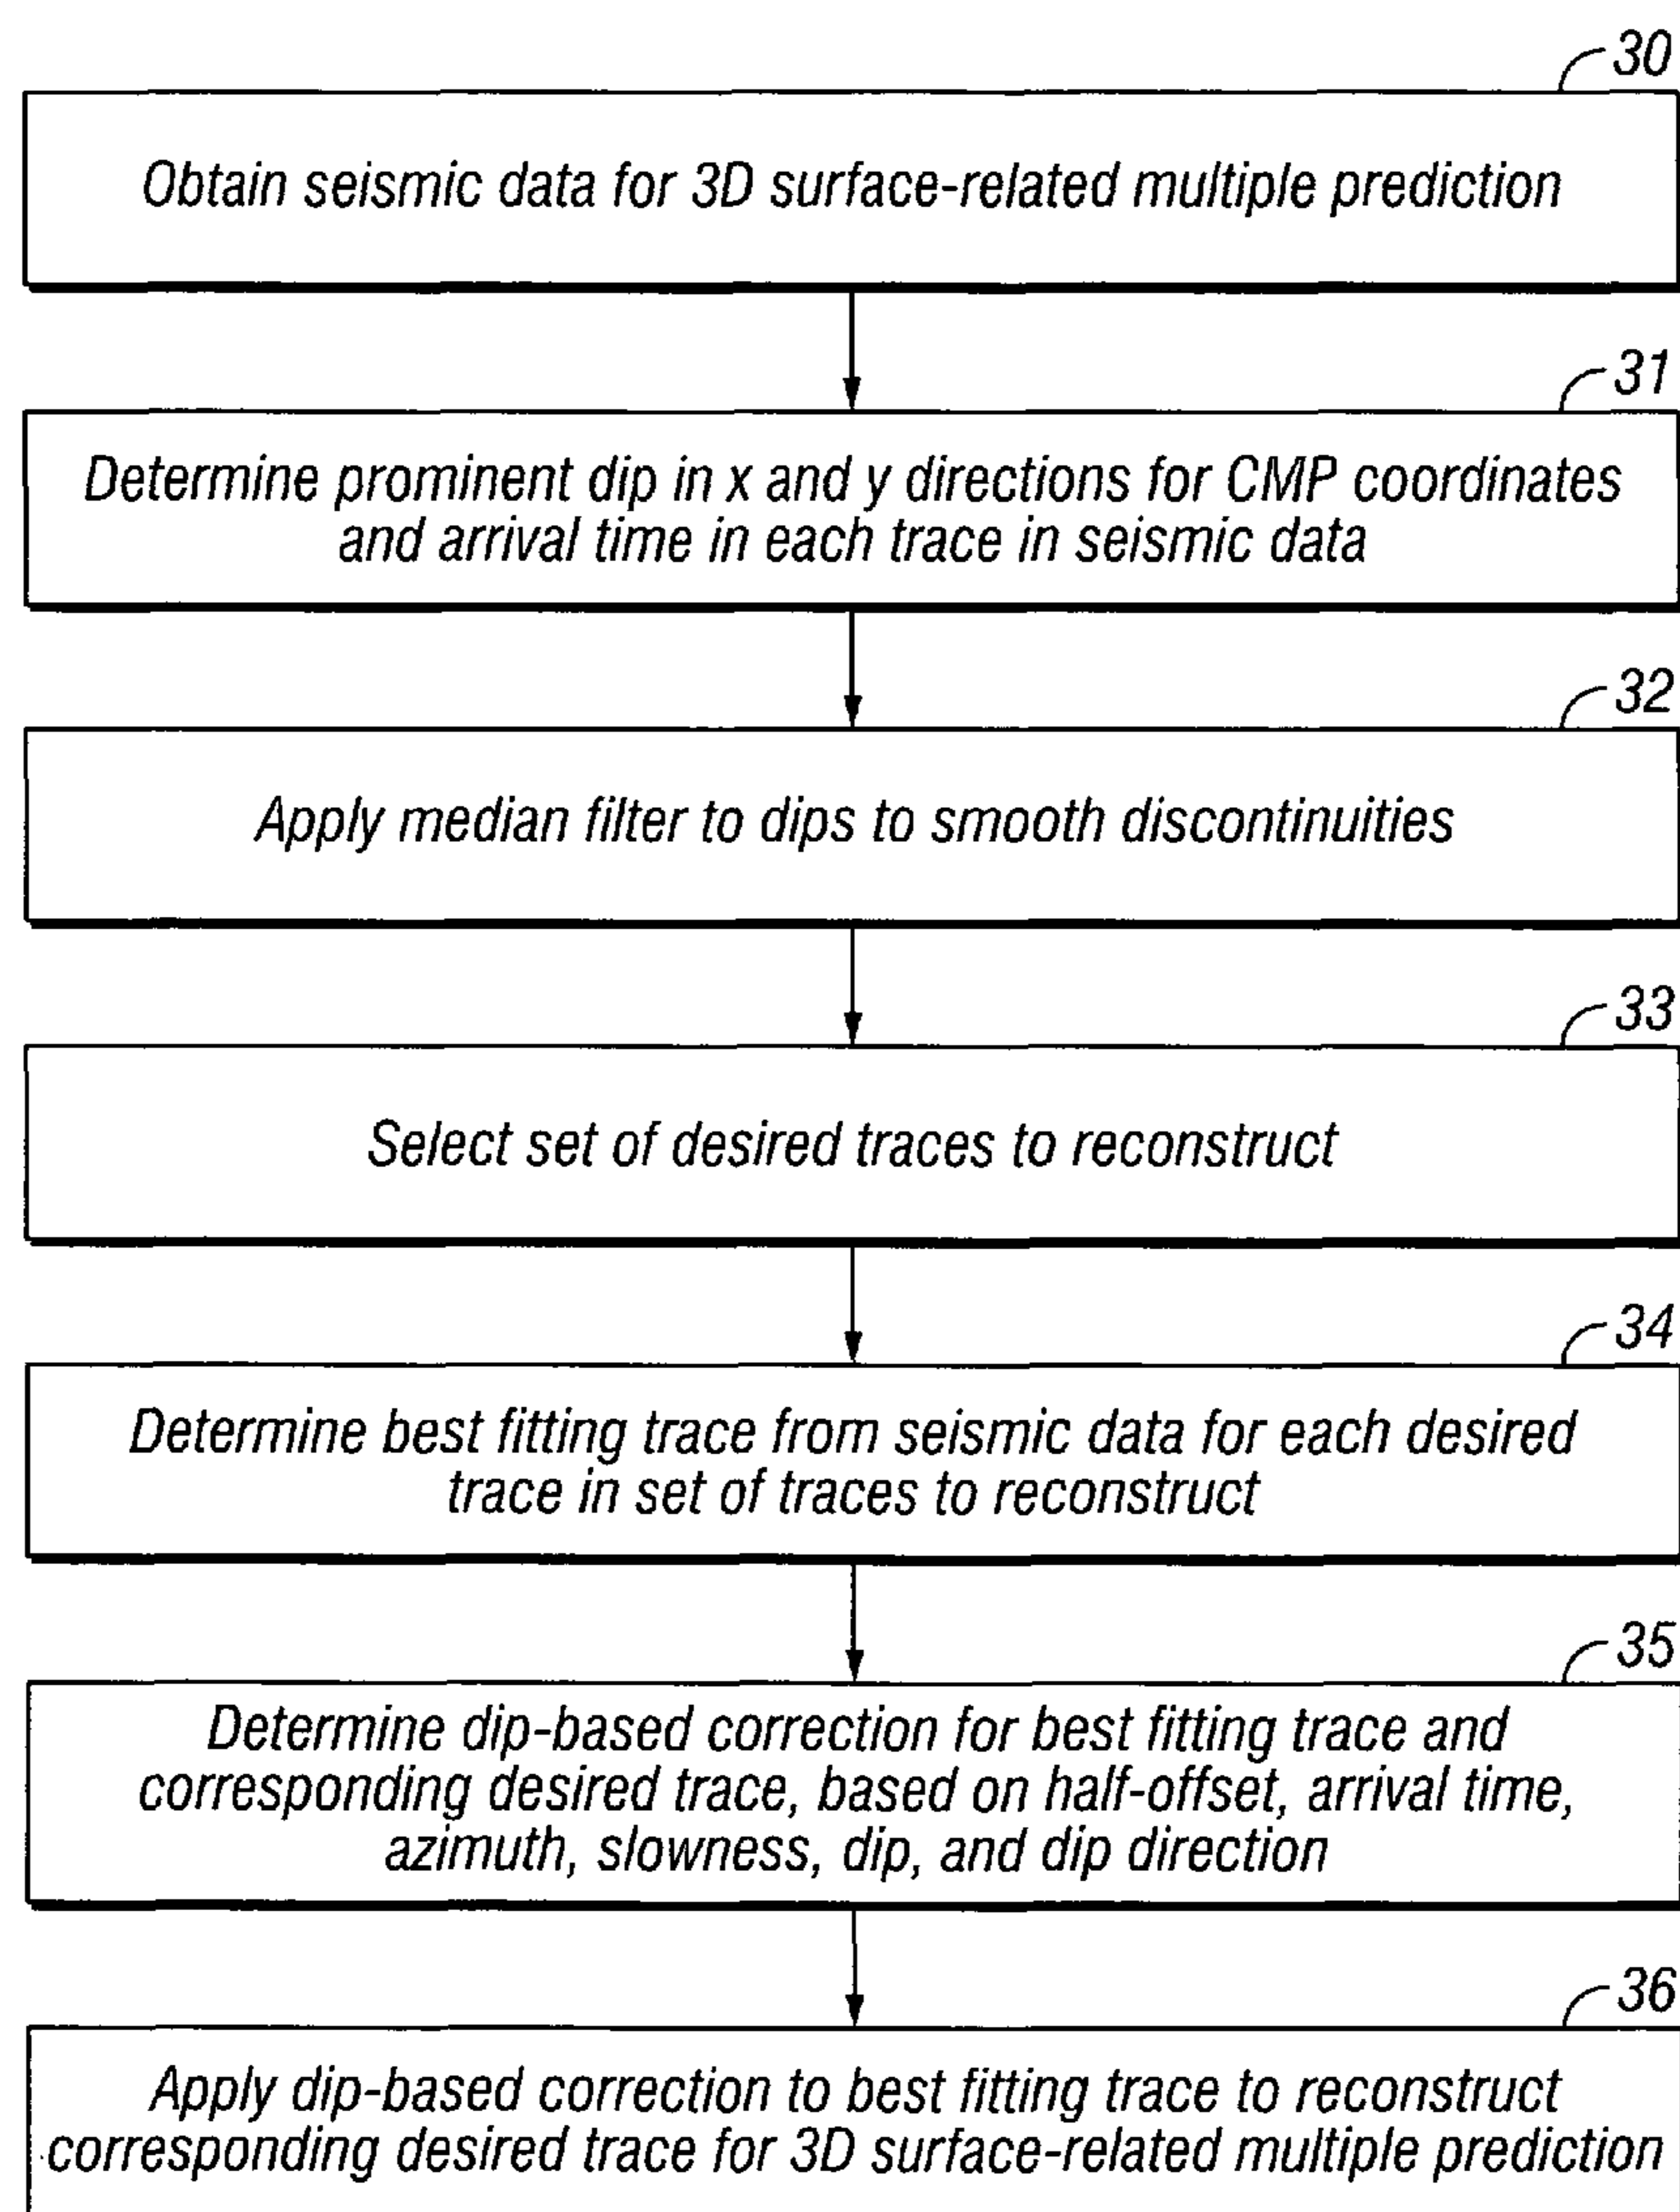 30
Obtain seismic data for 3D surface-related multiple prediction
31
Determine prominent dip in x and y directions for CMP coordinates
and arrival time in each trace in seismic data
32
Apply median filter to dips to smooth discontinuities
33
Select set of desired traces to reconstruct
34
Determine best fitting trace from seismic data for each desired
trace in set of traces to reconstruct
35
Determine dip-based correction for best fitting trace and
corresponding desired trace, based on half-offset, arrival time,
azimuth, slowness, dip, and dip direction
36
Apply dip-based correction to best fitting trace to reconstruct
corresponding desired trace for 3D surface-related multiple prediction